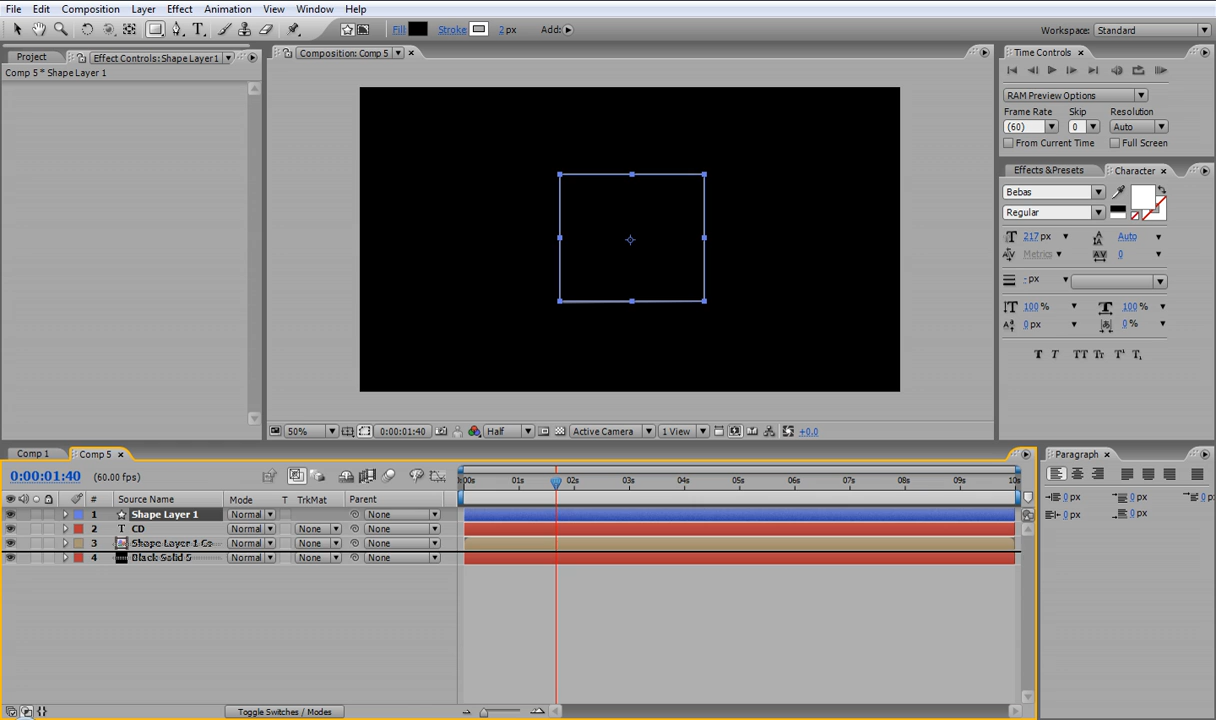 File Edit Composition Layer Effect Animation View Window Help
Fill Stroke 2 px Add: Workspace: Standard
Project Effect Controls: Shape Layer 1 Composition: Comp 5 Time Controls
Comp 5 * Shape Layer 1
RAM Preview Options
Frame Rate Skip Resolution
(60) 0 Auto
From Current Time Full Screen
Effects & Presets Character
Bebas
Regular
217 px Auto
Metrics 0
- px
100 % 100 %
0 px 0 %
T T TT Tr T¹ T₁
50% 0:00:01:40 Half Active Camera 1 View +0.0
Comp 1 Comp 5
0:00:01:40 (60.00 fps)
0:00s 01s 02s 03s 04s 05s 06s 07s 08s 09s 10s
# Source Name Mode T TrkMat Parent
1 Shape Layer 1 Normal None
2 T CD Normal None None
3 Shape Layer 1 Co Normal None None
4 Black Solid 5 Normal None None
Toggle Switches / Modes
Paragraph
0 px 0 px 0 px
0 px 0 px